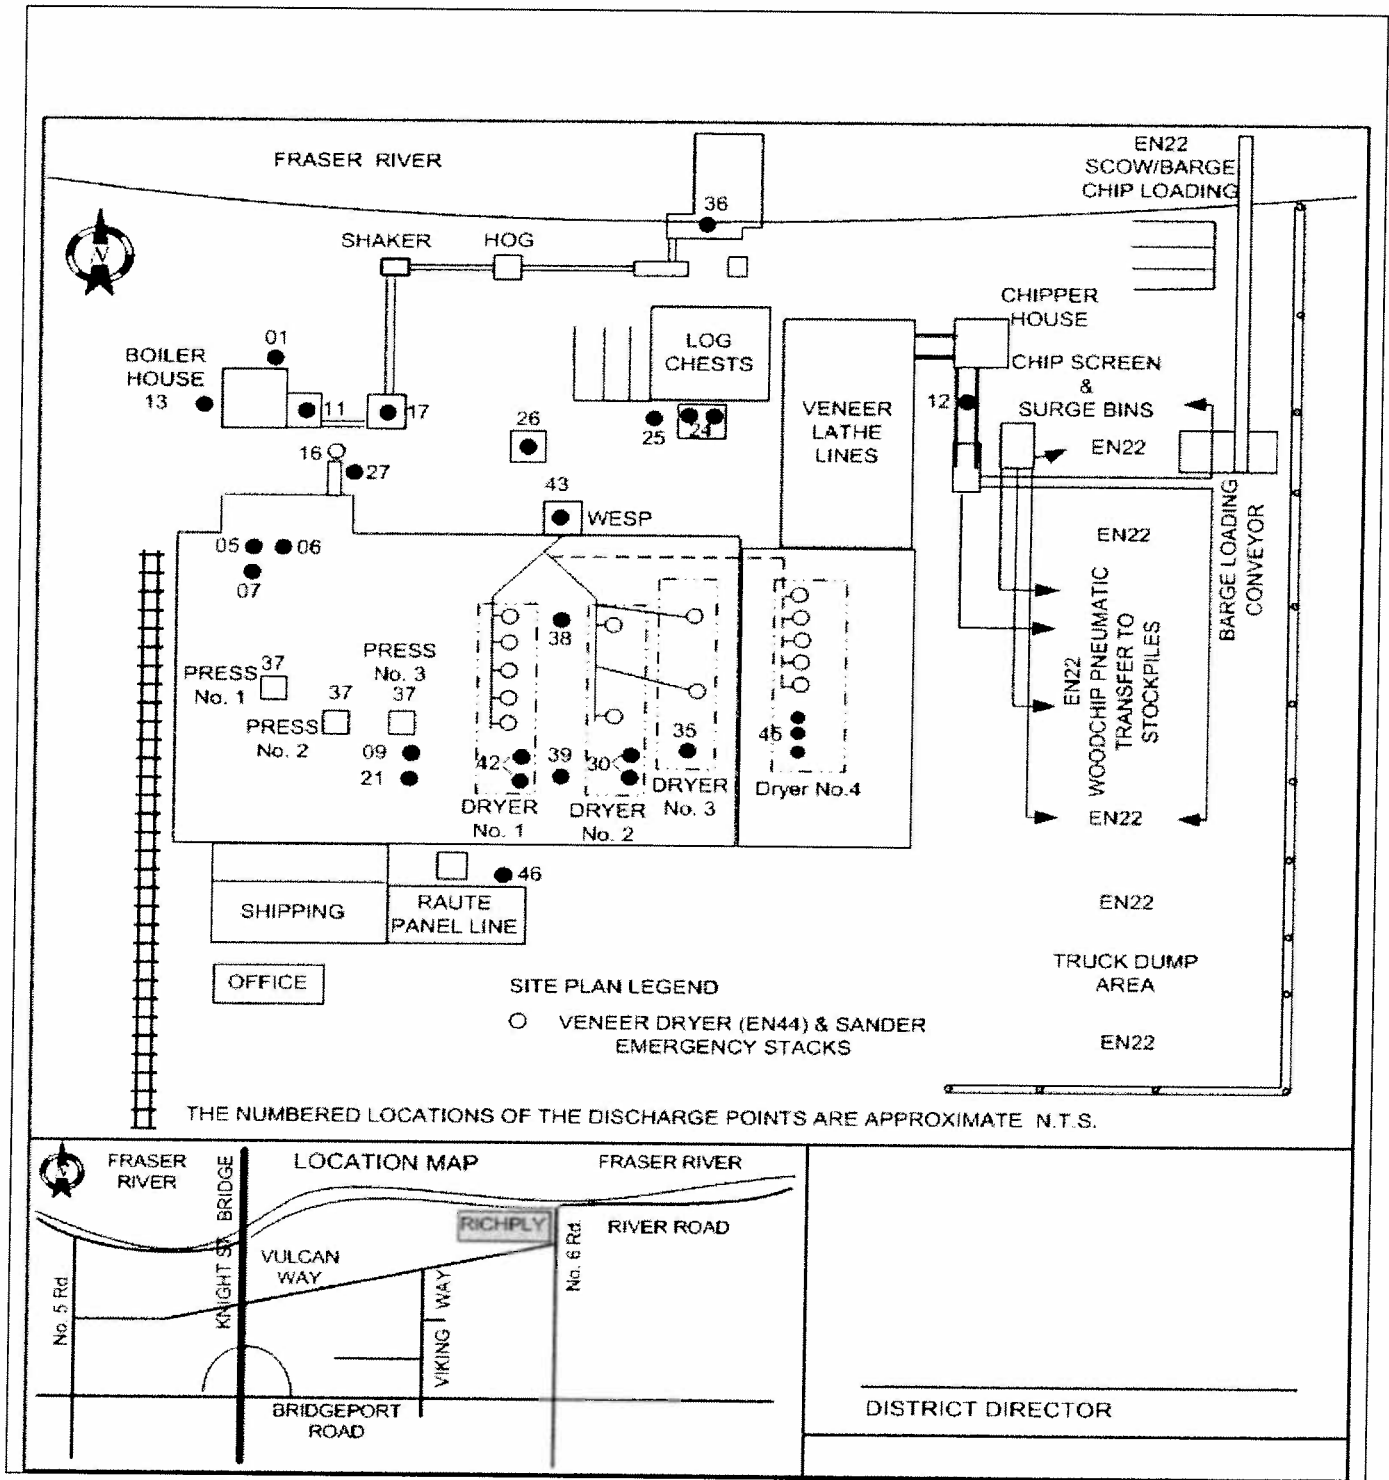 FRASER RIVER
EN22
SCOW/BARGE
CHIP LOADING
36
N
SHAKER
HOG
CHIPPER
HOUSE
01
BOILER
HOUSE
13
11
17
LOG
CHESTS
CHIP SCREEN
&
SURGE BINS
12
VENEER
LATHE
LINES
26
25
24
EN22
16
27
43
WESP
05
06
07
EN22
BARGE LOADING
CONVEYOR
38
EN22
WOODCHIP PNEUMATIC
TRANSFER TO
STOCKPILES
PRESS
No. 1
37
PRESS
No. 2
37
PRESS
No. 3
37
09
21
42
39
30
35
45
DRYER
No. 1
DRYER
No. 2
DRYER
No. 3
Dryer No.4
EN22
46
SHIPPING
RAUTE
PANEL LINE
EN22
OFFICE
TRUCK DUMP
AREA
SITE PLAN LEGEND
VENEER DRYER (EN44) & SANDER
EMERGENCY STACKS
EN22
THE NUMBERED LOCATIONS OF THE DISCHARGE POINTS ARE APPROXIMATE N.T.S.
N
FRASER
RIVER
KNIGHT ST. BRIDGE
LOCATION MAP
FRASER RIVER
RICHPLY
RIVER ROAD
VULCAN
WAY
No. 5 Rd
No. 6 Rd.
VIKING WAY
BRIDGEPORT
ROAD
DISTRICT DIRECTOR